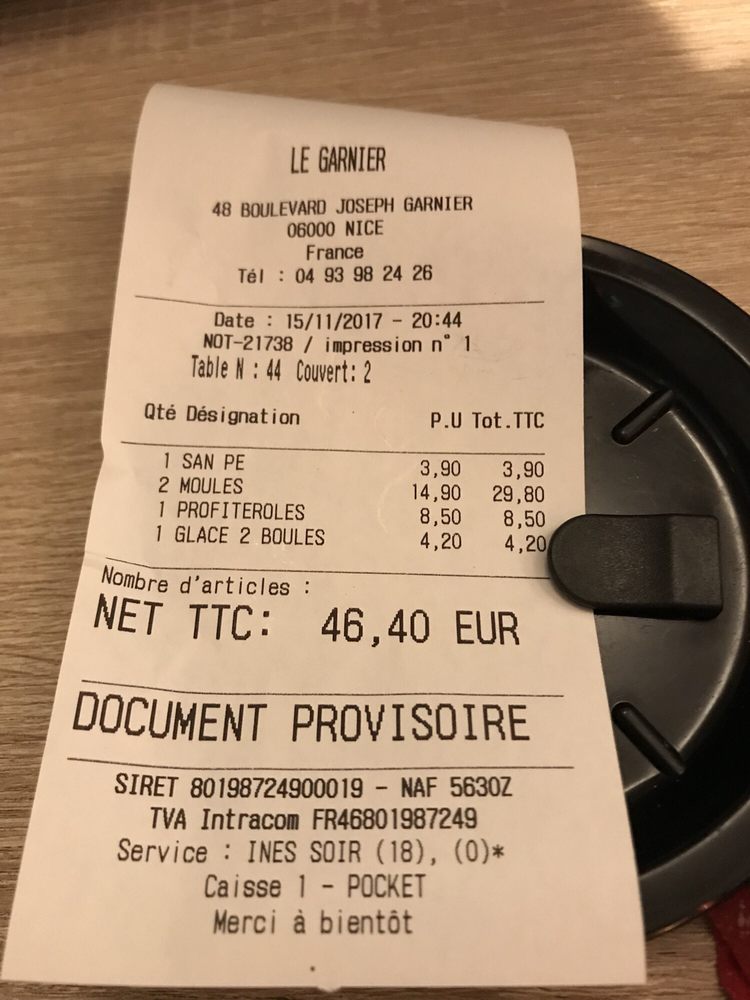 LE GARNIER
48 BOULEVARD JOSEPH GARNIER
06000 NICE
France
Tél : 04 93 98 24 26
Date : 15/11/2017 - 20:44
NOT-21738 / impression n° 1
Table N : 44 Couvert: 2
Qté Désignation P.U Tot.TTC
1 SAN PE 3,90 3,90
2 MOULES 14,90 29,80
1 PROFITEROLES 8,50 8,50
1 GLACE 2 BOULES 4,20 4,20
Nombre d'articles :
NET TTC: 46,40 EUR
DOCUMENT PROVISOIRE
SIRET 80198724900019 - NAF 5630Z
TVA Intracom FR46801987249
Service : INES SOIR (18), (0)*
Caisse 1 - POCKET
Merci à bientôt